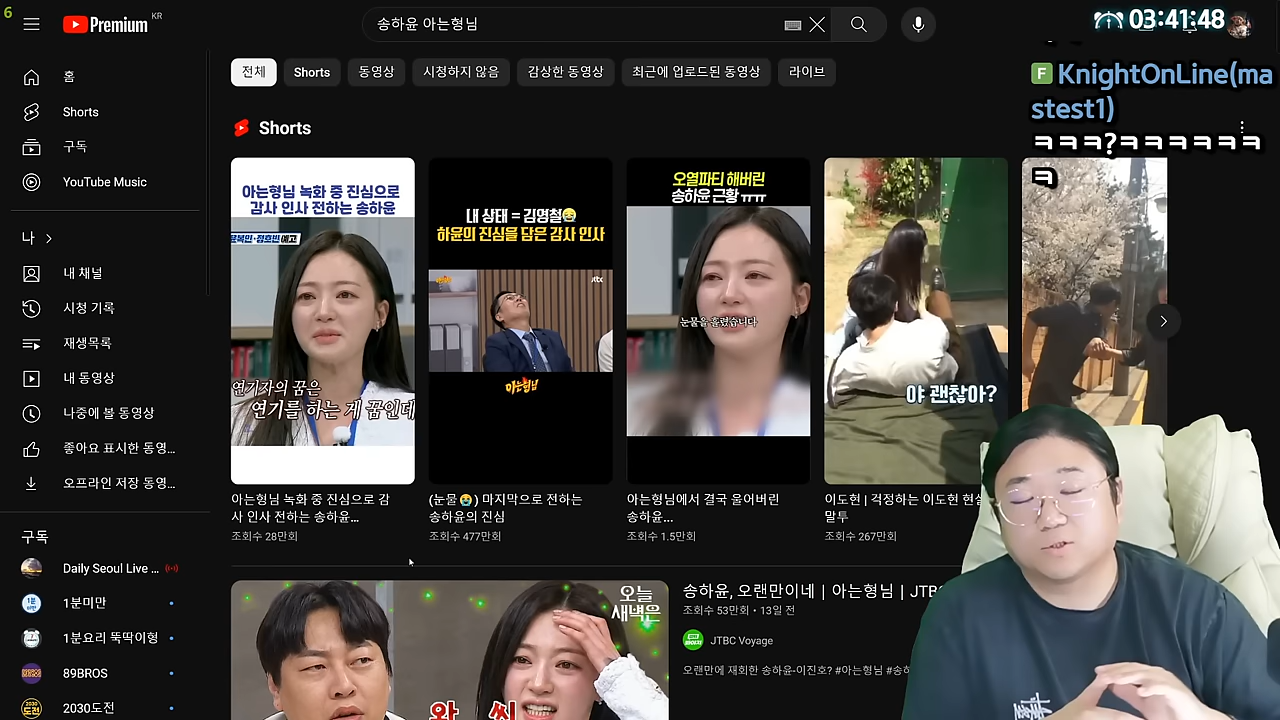 6
Premium KR
송하윤 아는형님
03:41:48
F KnightOnLine(ma
stest1)
ㅋㅋㅋ?ㅋㅋㅋㅋㅋㅋ
ㅋ
전체
Shorts
동영상
시청하지 않음
감상한 동영상
최근에 업로드된 동영상
라이브
홈
Shorts
구독
YouTube Music
나
내 채널
시청 기록
재생목록
내 동영상
나중에 볼 동영상
좋아요 표시한 동영...
오프라인 저장 동영...
구독
Daily Seoul Live ...
1분미만
1분요리 뚝딱이형
89BROS
2030도전
Shorts
아는형님 녹화 중 진심으로
감사 인사 전하는 송하윤
연기자의 꿈은
연기를 하는 게 꿈인데
아는형님 녹화 중 진심으로 감
사 인사 전하는 송하윤...
조회수 28만회
내 상태 = 김명철😭
하윤의 진심을 담은 감사 인사
jtbc
아는형님
(눈물😭) 마지막으로 전하는
송하윤의 진심
조회수 477만회
오열파티 해버린
송하윤 근황 ㅠㅠㅠ
눈물을 흘렸습니다
아는형님에서 결국 울어버린
송하윤...
조회수 1.5만회
야 괜찮아?
이도현 | 걱정하는 이도현 현실
말투
조회수 267만회
오늘
새벽은
왁 씨
송하윤, 오랜만이네 | 아는형님 | JTBC
조회수 53만회 • 13일 전
JTBC Voyage
오랜만에 재회한 송하윤-이진호? #아는형님 #송하